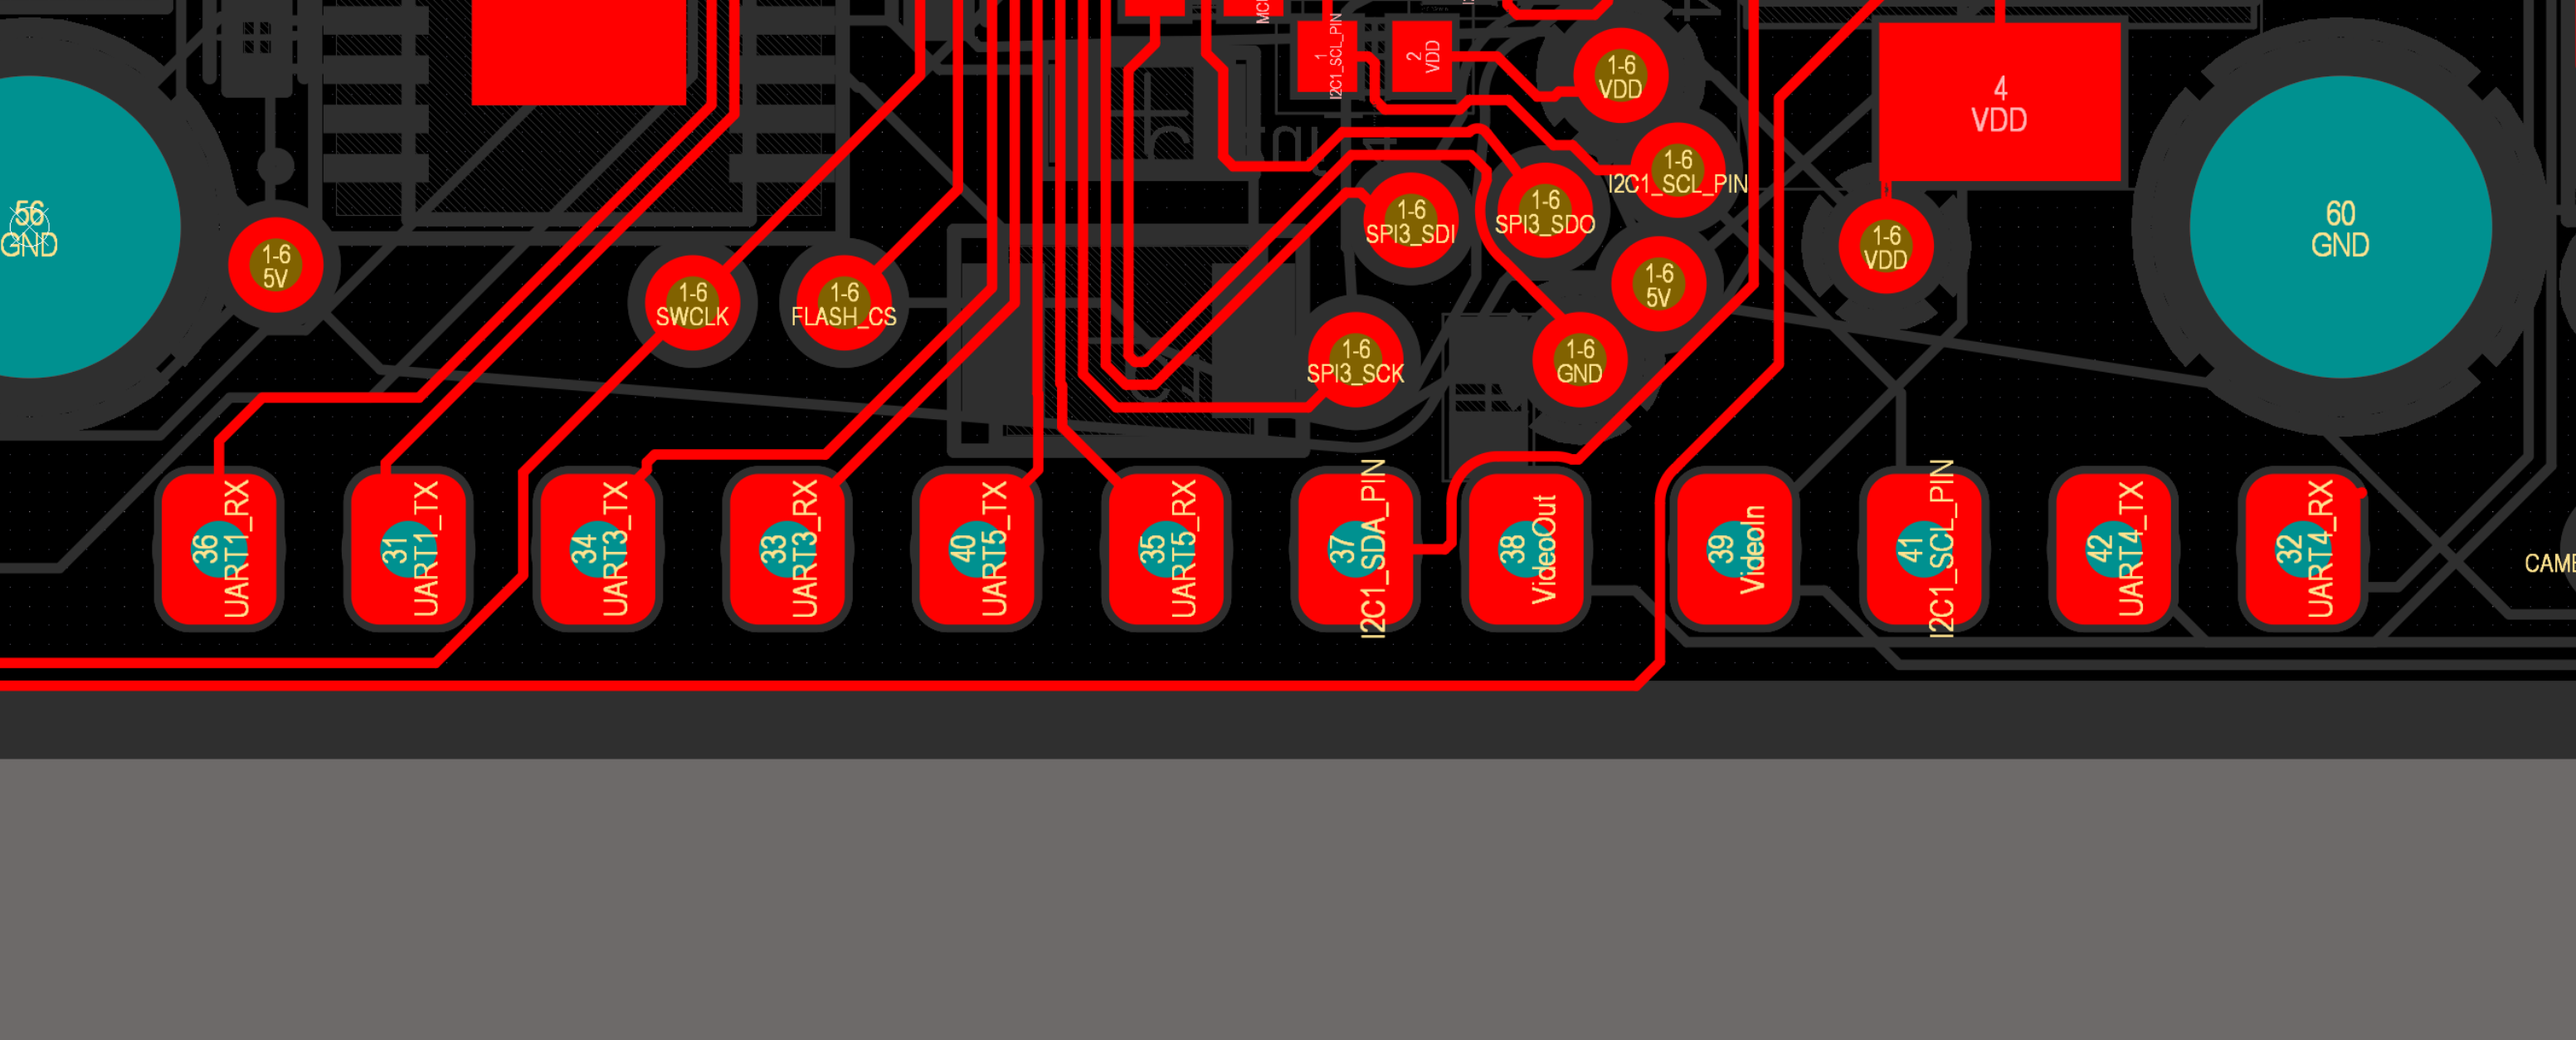 I2C1_SCL_PIN
1
2
VDD
1-6
VDD
4
VDD
1-6
I2C1_SCL_PIN
56
GND
1-6
5V
1-6
SWCLK
1-6
FLASH_CS
1-6
SPI3_SDI
1-6
SPI3_SDO
1-6
5V
1-6
VDD
60
GND
1-6
SPI3_SCK
1-6
GND
36
UART1_RX
31
UART1_TX
34
UART3_TX
33
UART3_RX
40
UART5_TX
35
UART5_RX
37
I2C1_SDA_PIN
38
VideoOut
39
VideoIn
41
I2C1_SCL_PIN
42
UART4_TX
32
UART4_RX